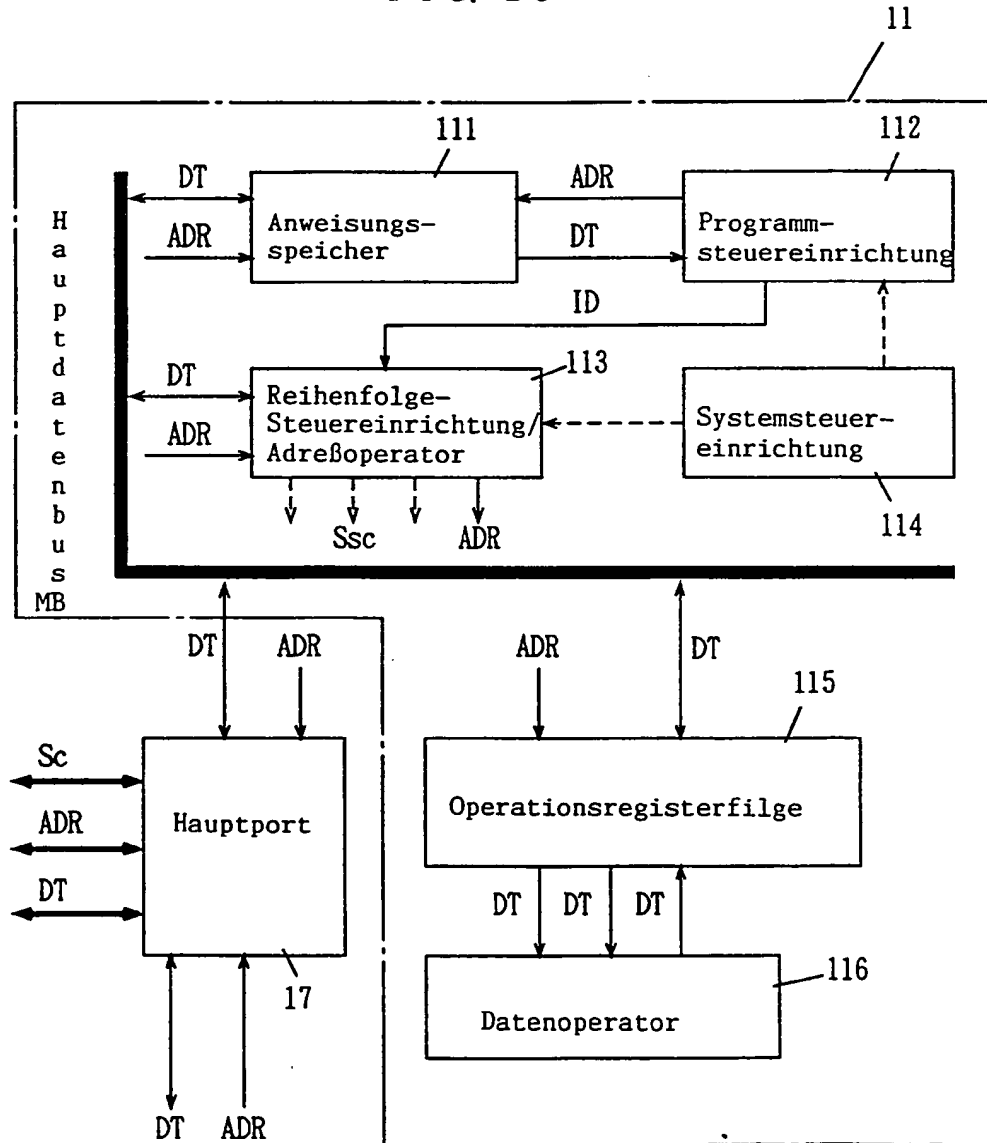 11
111
112
DT
ADR
Anweisungs-
speicher
ADR
DT
Programm-
steuereinrichtung
ID
Hauptdatenbus
MB
DT
ADR
113
Reihenfolge-
Steuereinrichtung/
Adreßoperator
Systemsteuer-
einrichtung
114
Ssc
ADR
DT
ADR
ADR
DT
115
Sc
ADR
DT
Hauptport
Operationsregisterfilge
DT
DT
DT
17
116
Datenoperator
DT
ADR